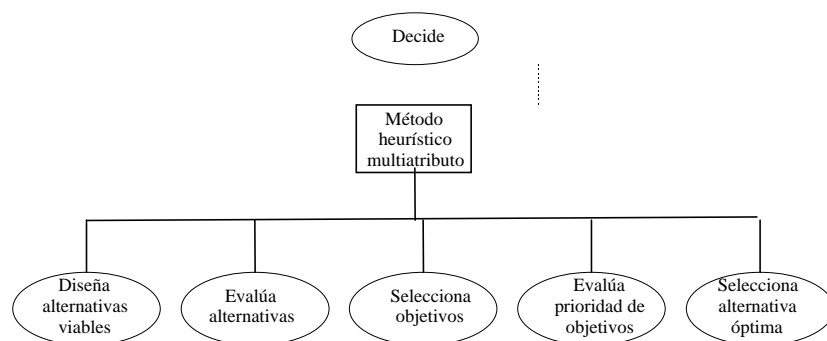 Decide
Método
heurístico
multiatributo
Diseña
alternativas
viables
Evalúa
alternativas
Selecciona
objetivos
Evalúa
prioridad de
objetivos
Selecciona
alternativa
óptima